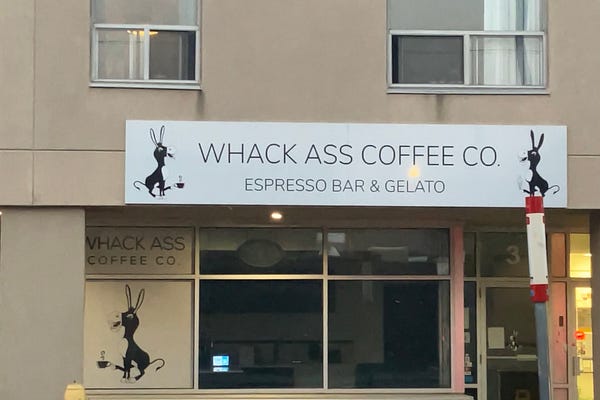 WHACK ASS COFFEE CO.
ESPRESSO BAR & GELATO
WHACK ASS
COFFEE CO.
3